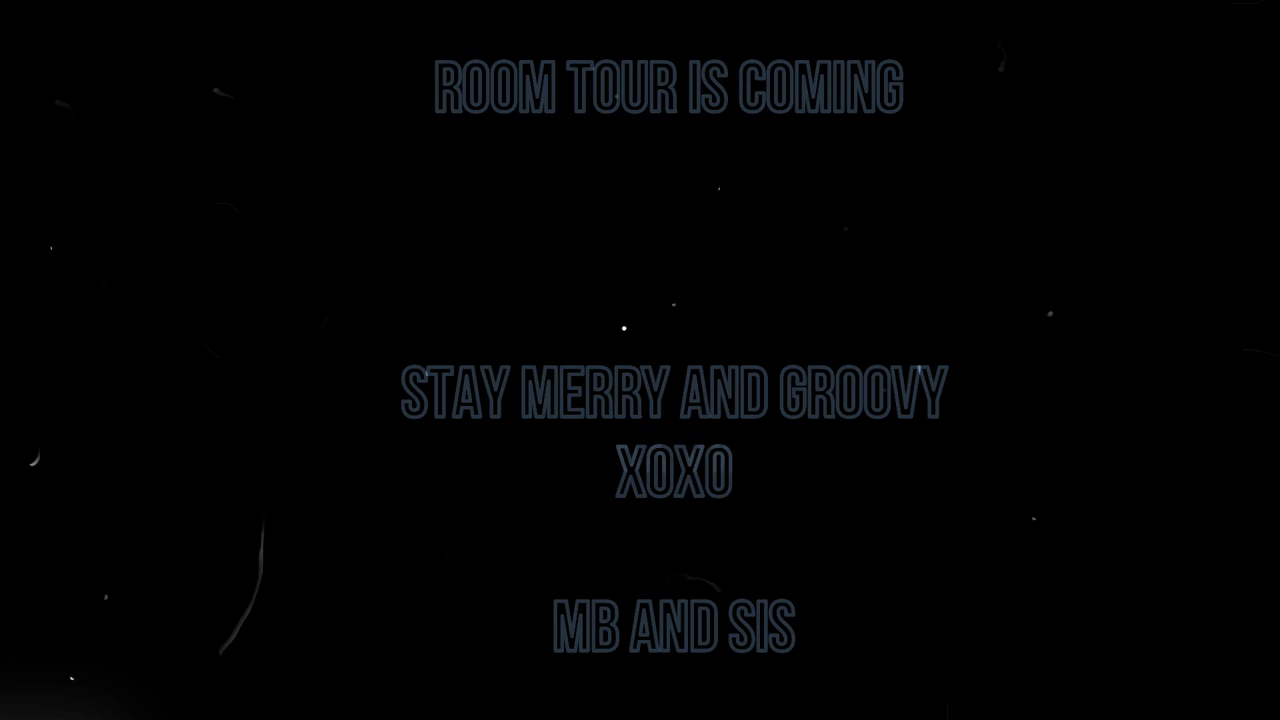 ROOM TOUR IS COMING
STAY MERRY AND GROOVY
XOXO
MB AND SIS